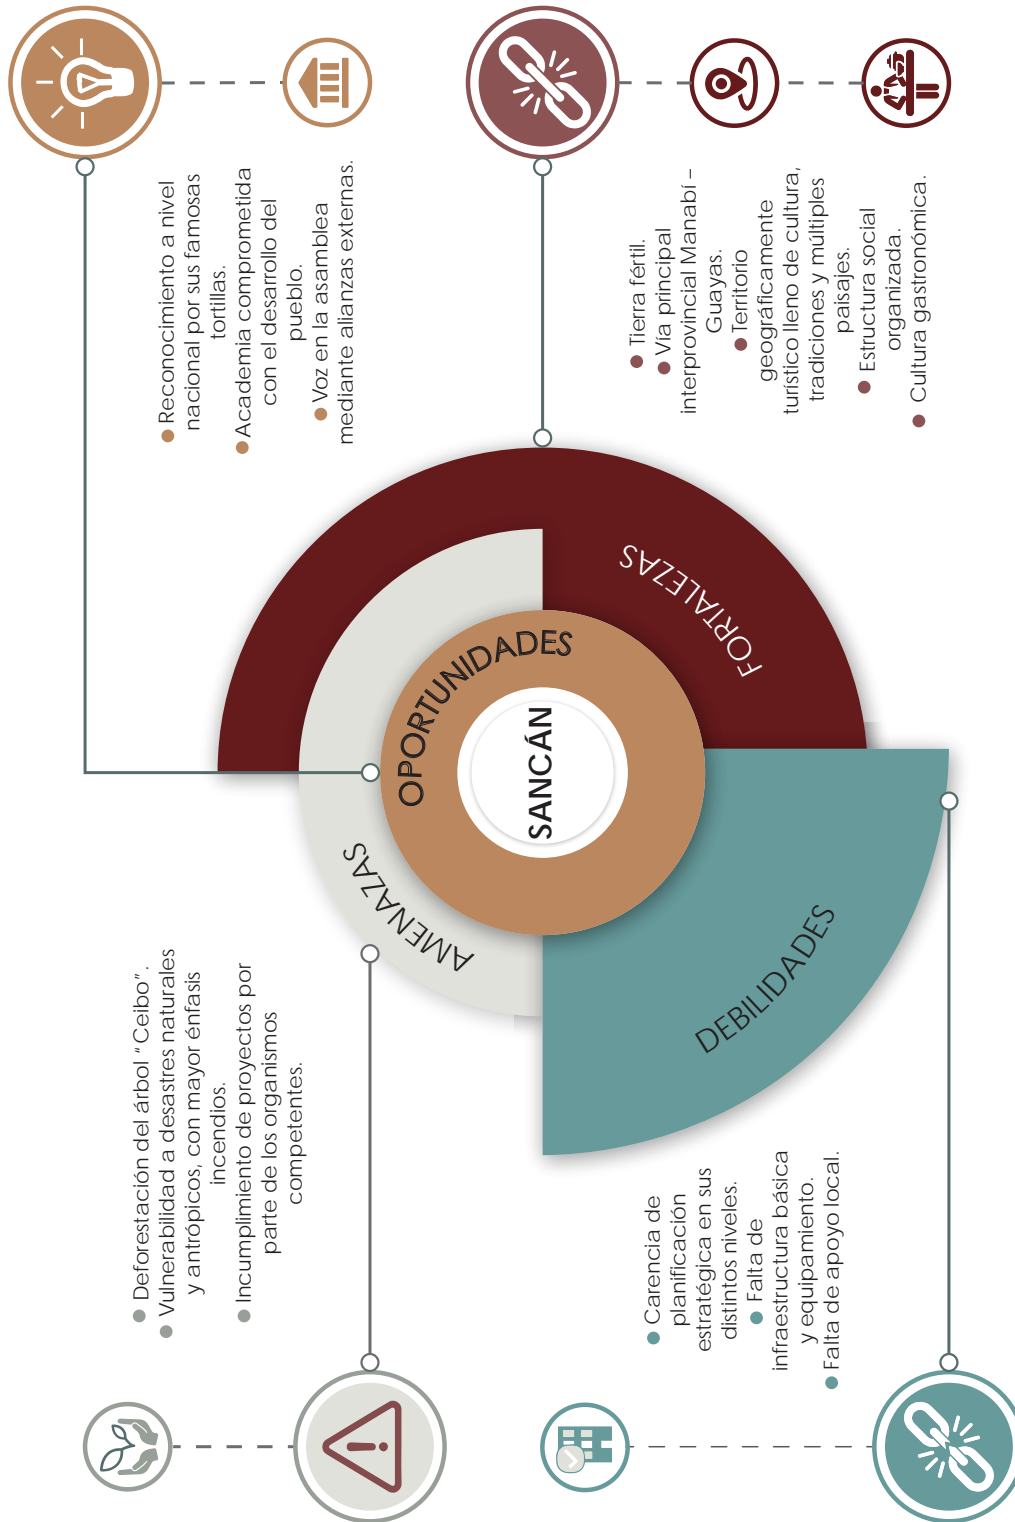 ● Deforestación del árbol "Ceibo".
● Vulnerabilidad a desastres naturales
y antrópicos, con mayor énfasis
incendios.
● Incumplimiento de proyectos por
parte de los organismos
competentes.
● Reconocimiento a nivel
nacional por sus famosas
tortillas.
● Academia comprometida
con el desarrollo del
pueblo.
● Voz en la asamblea
mediante alianzas externas.
AMENAZAS
OPORTUNIDADES
SANCÁN
FORTALEZAS
DEBILIDADES
● Carencia de
planificación
estratégica en sus
distintos niveles.
● Falta de
infraestructura básica
y equipamiento.
● Falta de apoyo local.
● Tierra fértil.
● Vía principal
interprovincial Manabí –
Guayas.
● Territorio
geográficamente
turístico lleno de cultura,
tradiciones y múltiples
paisajes.
● Estructura social
organizada.
● Cultura gastronómica.